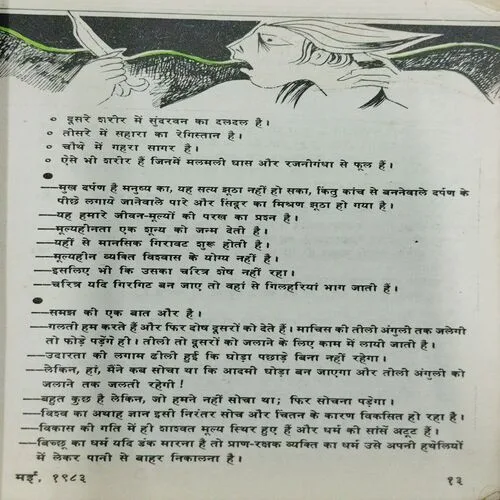 ० दूसरे शरीर में सुंदरवन का दलदल है।
० तीसरे में सहारा का रेगिस्तान है।
० चौथे में गहरा सागर है।
० ऐसे भी शरीर हैं जिनमें मलमली घास और रजनीगंधा से फूल हैं।
●
—मुख दर्पण है मनुष्य का, यह सत्य झूठा नहीं हो सका, किंतु कांच से बननेवाले दर्पण के
पीछे लगाये जानेवाले पारे और सिंदूर का मिश्रण झूठा हो गया है।
—यह हमारे जीवन-मूल्यों की परख का प्रश्न है।
—मूल्यहीनता एक शून्य को जन्म देती है।
—यहीं से मानसिक गिरावट शुरू होती है।
—मूल्यहीन व्यक्ति विश्वास के योग्य नहीं है।
—इसलिए भी कि उसका चरित्र शेष नहीं रहा।
—चरित्र यदि गिरगिट बन जाए तो वहां से गिलहरियां भाग जाती हैं।
●
—समझ की एक बात और है।
—गलती हम करते हैं और फिर दोष दूसरों को देते हैं। माचिस की तीली अंगुली तक जलेगी
तो फोड़े पड़ेंगे ही। तीली तो दूसरों को जलाने के लिए काम में लायी जाती है।
—उदारता की लगाम ढीली हुई कि घोड़ा पछाड़े बिना नहीं रहेगा।
—लेकिन, हां, मैंने कब सोचा था कि आदमी घोड़ा बन जाएगा और तीली अंगुली को
जलाने तक जलती रहेगी!
—बहुत कुछ है लेकिन, जो हमने नहीं सोचा था; फिर सोचना पड़ेगा।
—विश्व का अथाह ज्ञान इसी निरंतर सोच और चिंतन के कारण विकसित हो रहा है।
—विकास की गति में ही शाश्वत मूल्य स्थिर हुए हैं और धर्म की सांसें अटूट हैं।
—बिच्छू का धर्म यदि डंक मारना है तो प्राण-रक्षक व्यक्ति का धर्म उसे अपनी हथेलियों
में लेकर पानी से बाहर निकालना है।
मई, १९८३
१३